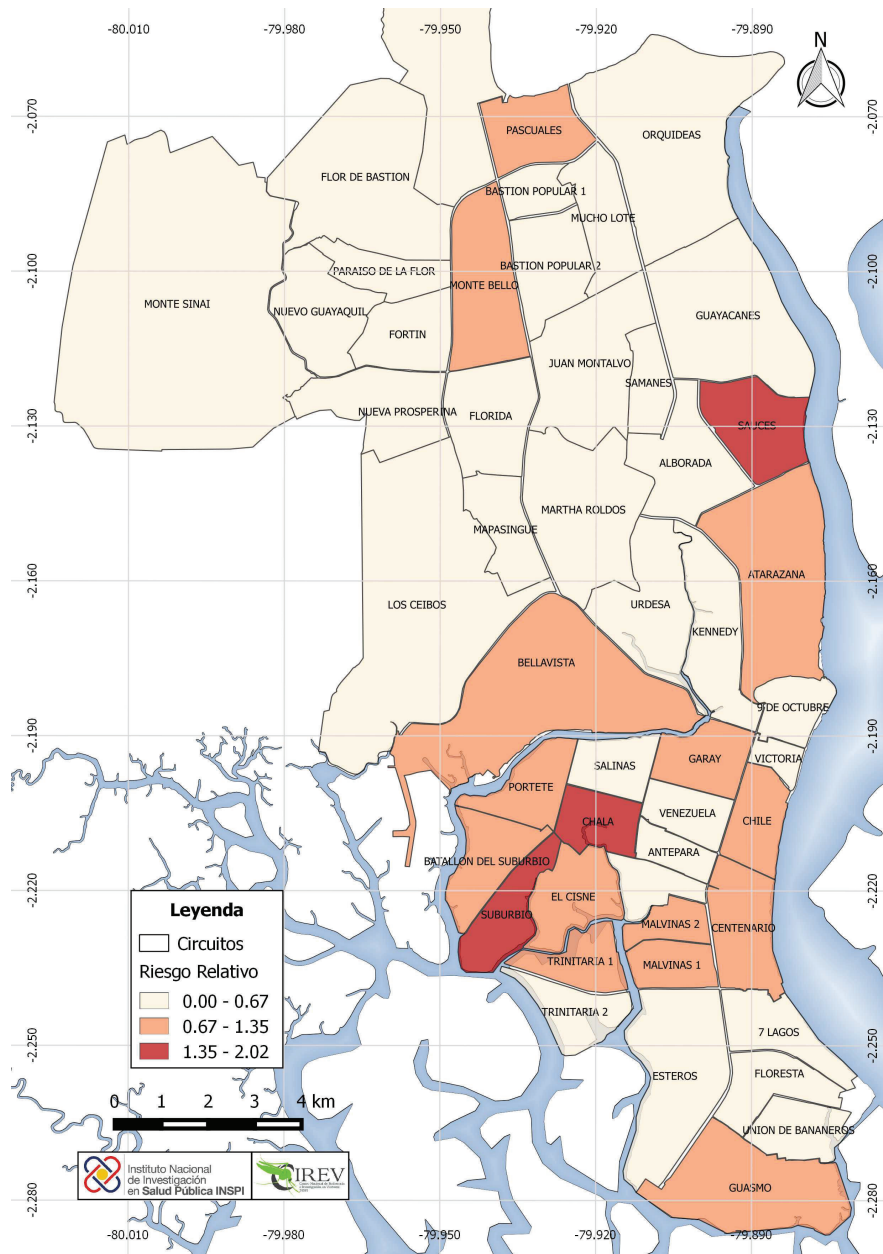 -80.010
-79.980
-79.950
-79.920
-79.890
N
-2.070
-2.070
PASCUALES
ORQUIDEAS
FLOR DE BASTION
BASTION POPULAR 1
MUCHO LOTE
BASTION POPULAR 2
-2.100
-2.100
PARAISO DE LA FLOR
MONTE BELLO
MONTE SINAI
NUEVO GUAYAQUIL
GUAYACANES
FORTIN
JUAN MONTALVO
SAMANES
NUEVA PROSPERINA
FLORIDA
-2.130
-2.130
SAUCES
ALBORADA
MARTHA ROLDOS
MAPASINGUE
-2.160
-2.160
ATARAZANA
LOS CEIBOS
URDESA
KENNEDY
BELLAVISTA
9 DE OCTUBRE
-2.190
-2.190
VICTORIA
SALINAS
GARAY
PORTETE
VENEZUELA
CHALA
CHILE
ANTEPARA
BATALLON DEL SUBURBIO
-2.220
-2.220
EL CISNE
SUBURBIO
MALVINAS 2
CENTENARIO
TRINITARIA 1
MALVINAS 1
TRINITARIA 2
7 LAGOS
-2.250
-2.250
ESTEROS
FLORESTA
UNION DE BANANEROS
GUASMO
-2.280
-2.280
Leyenda
Circuitos
Riesgo Relativo
0.00 - 0.67
0.67 - 1.35
1.35 - 2.02
0 1 2 3 4 km
Instituto Nacional
de Investigación
en Salud Pública INSPI
CIREV
-80.010
-79.980
-79.950
-79.920
-79.890